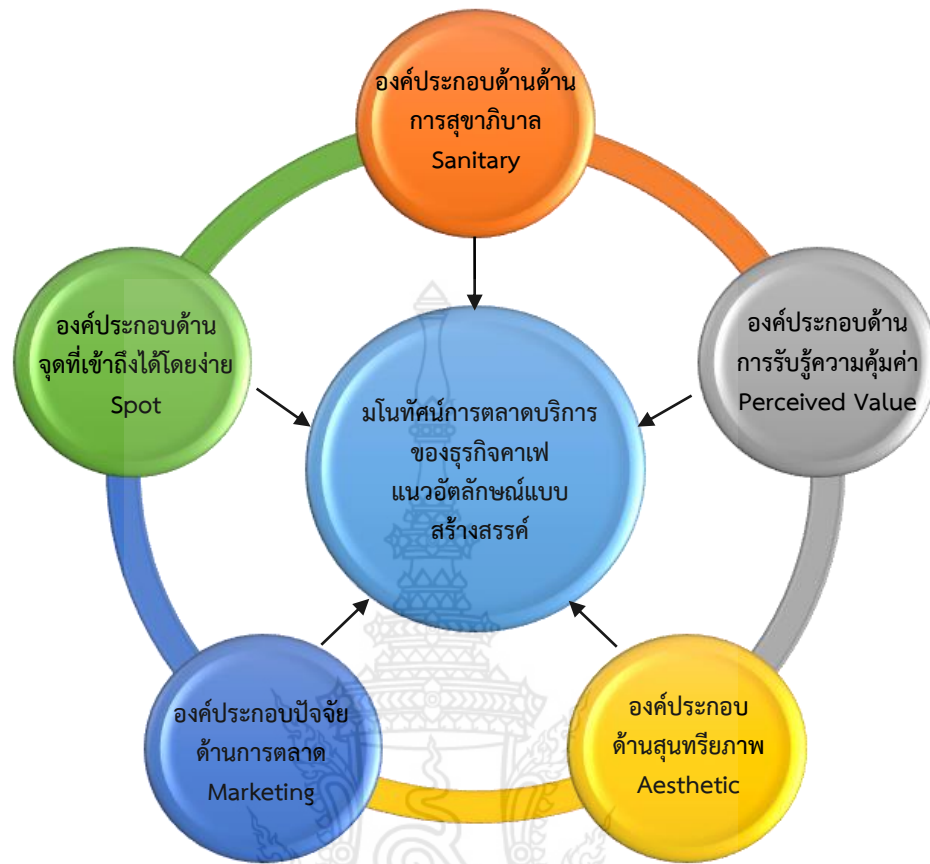 องค์ประกอบด้านด้าน
การสุขาภิบาล
Sanitary
องค์ประกอบด้าน
จุดที่เข้าถึงได้โดยง่าย
Spot
องค์ประกอบด้าน
การรับรู้ความคุ้มค่า
Perceived Value
มโนทัศน์การตลาดบริการ
ของธุรกิจคาเฟ
แนวอัตลักษณ์แบบ
สร้างสรรค์
องค์ประกอบปัจจัย
ด้านการตลาด
Marketing
องค์ประกอบ
ด้านสุนทรียภาพ
Aesthetic